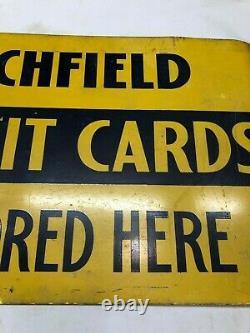 CHFIELD
IT CARDS
ORED HERE